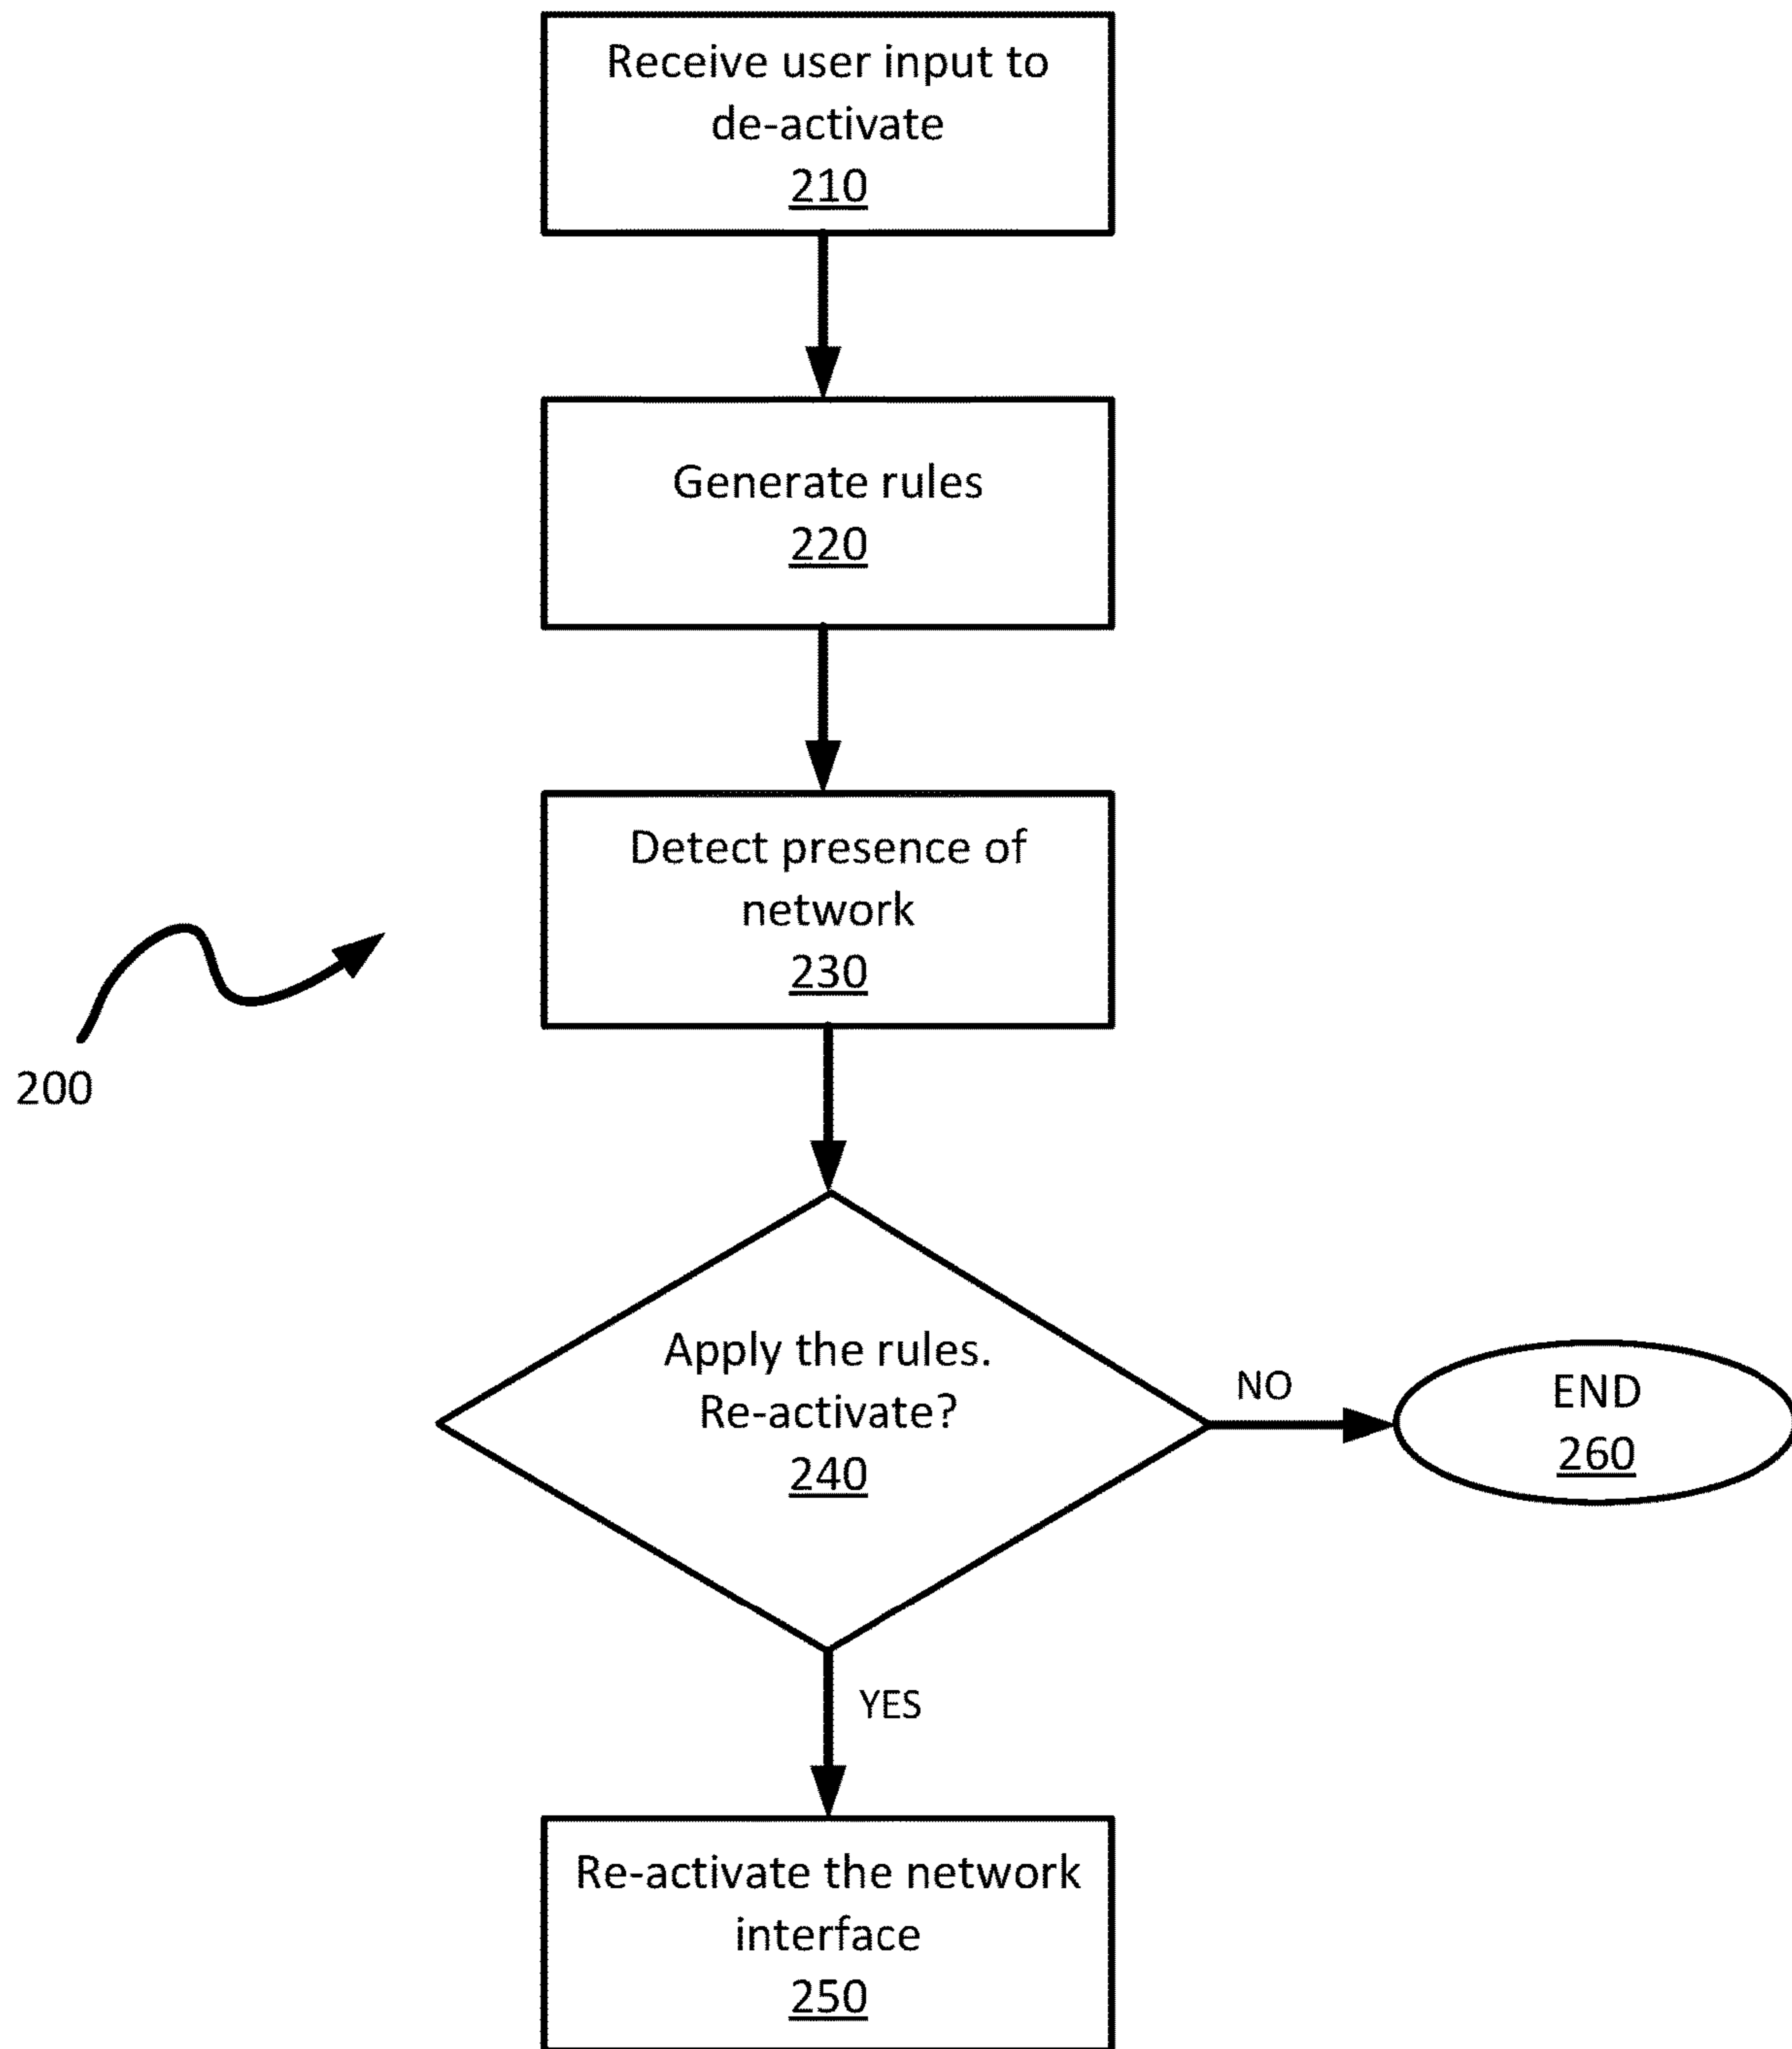 Receive user input to
de-activate
210
Generate rules
220
Detect presence of
network
230
200
Apply the rules.
Re-activate?
240
NO
END
260
YES
Re-activate the network
interface
250